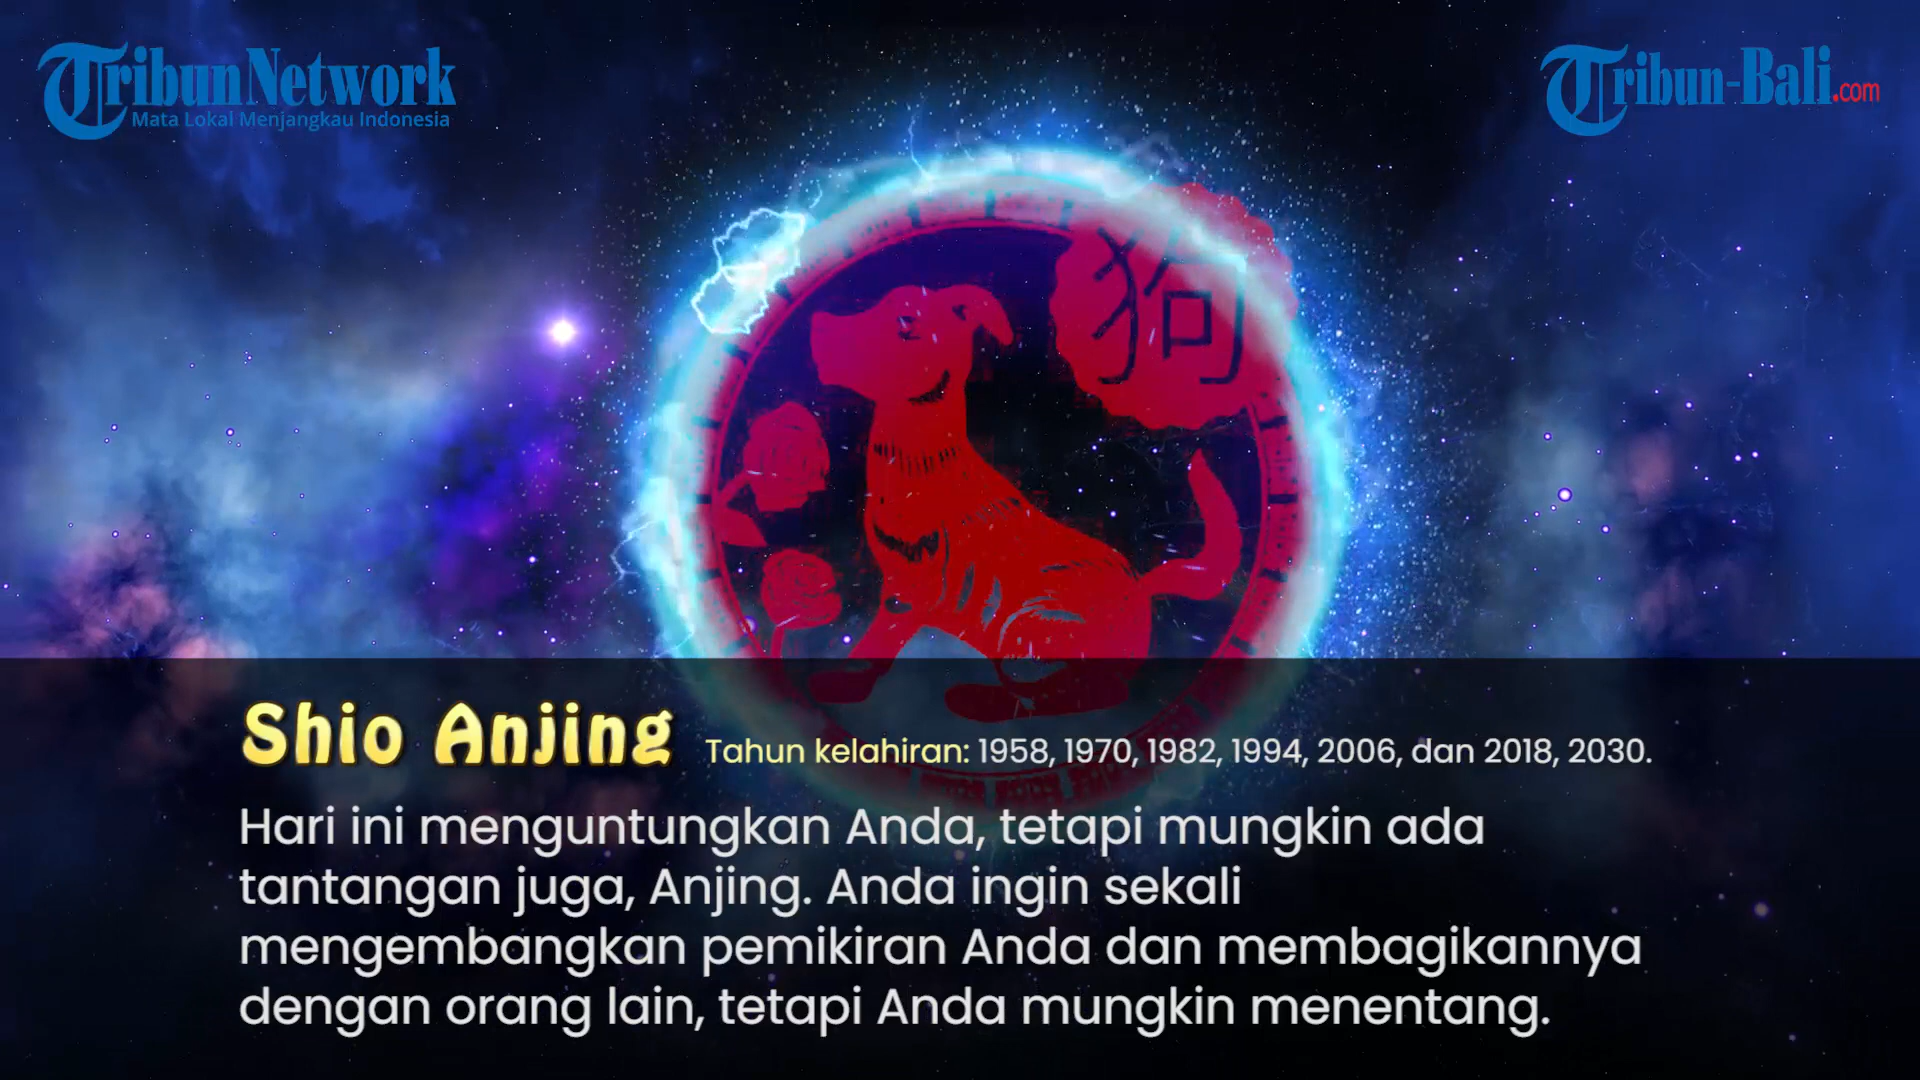 Tribun Network
Mata Lokal Menjangkau Indonesia
Tribun-Bali.com
狗
Shio Anjing
Tahun kelahiran: 1958, 1970, 1982, 1994, 2006, dan 2018, 2030.
Hari ini menguntungkan Anda, tetapi mungkin ada
tantangan juga, Anjing. Anda ingin sekali
mengembangkan pemikiran Anda dan membagikannya
dengan orang lain, tetapi Anda mungkin menentang.